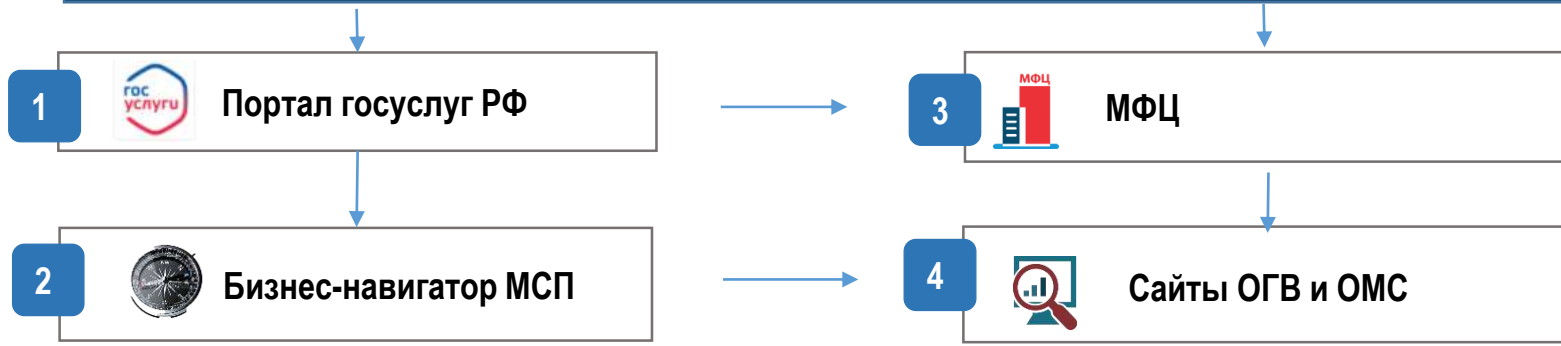 1
гос
услуги
Портал госуслуг РФ
3
МФЦ
МФЦ
2
Бизнес-навигатор МСП
4
Сайты ОГВ и ОМС